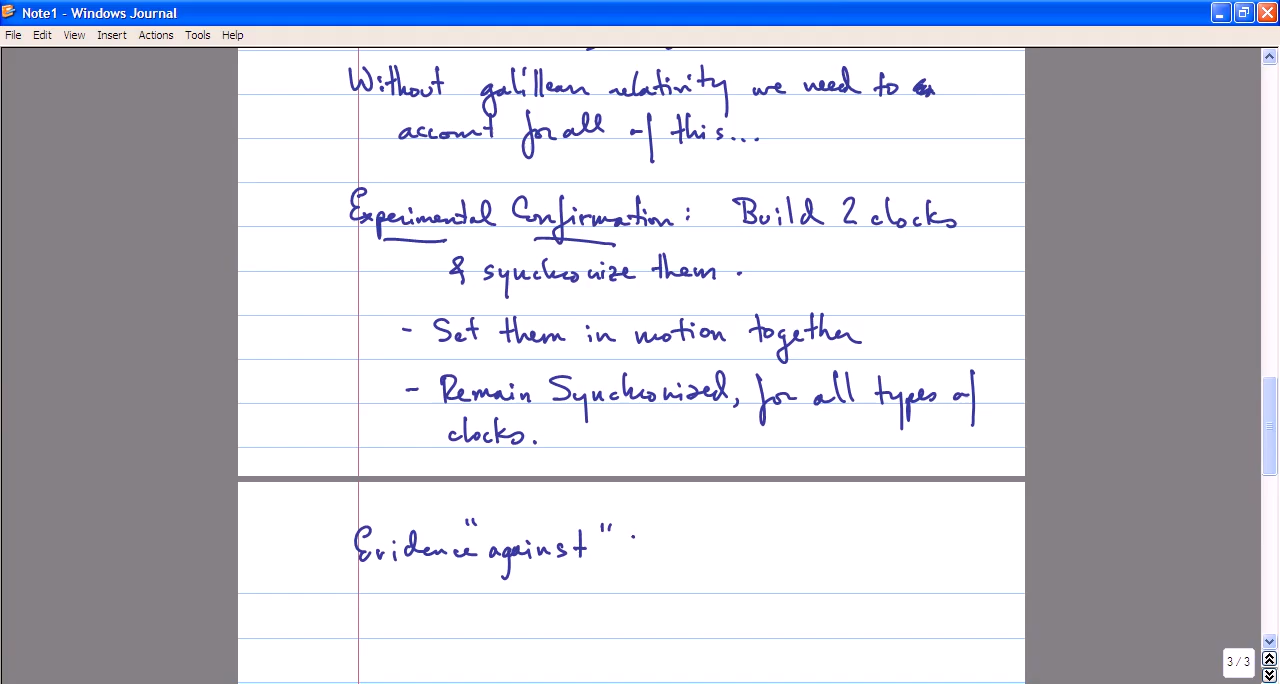 Note1 - Windows Journal
File Edit View Insert Actions Tools Help
Without galillean relativity we need to
account for all of this...
Experimental Confirmation: Build 2 clocks
& synchronize them.
- Set them in motion together
- Remain Synchronized, for all types of
clocks.
Evidence "against"
3 / 3